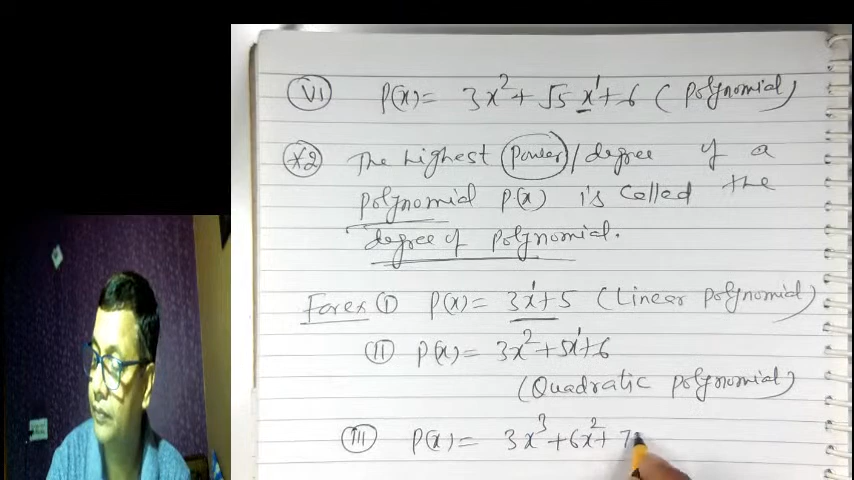 (VI) P(x) = 3x² + √5 x¹ + 6 (polynomial)
*2 The highest power/degree of a
polynomial P(x) is called the
degree of polynomial.
For ex (I) P(x) = 3x¹ + 5 (Linear polynomial)
(II) P(x) = 3x² + 5x¹ + 6
(Quadratic polynomial)
(III) P(x) = 3x³ + 6x² + 7